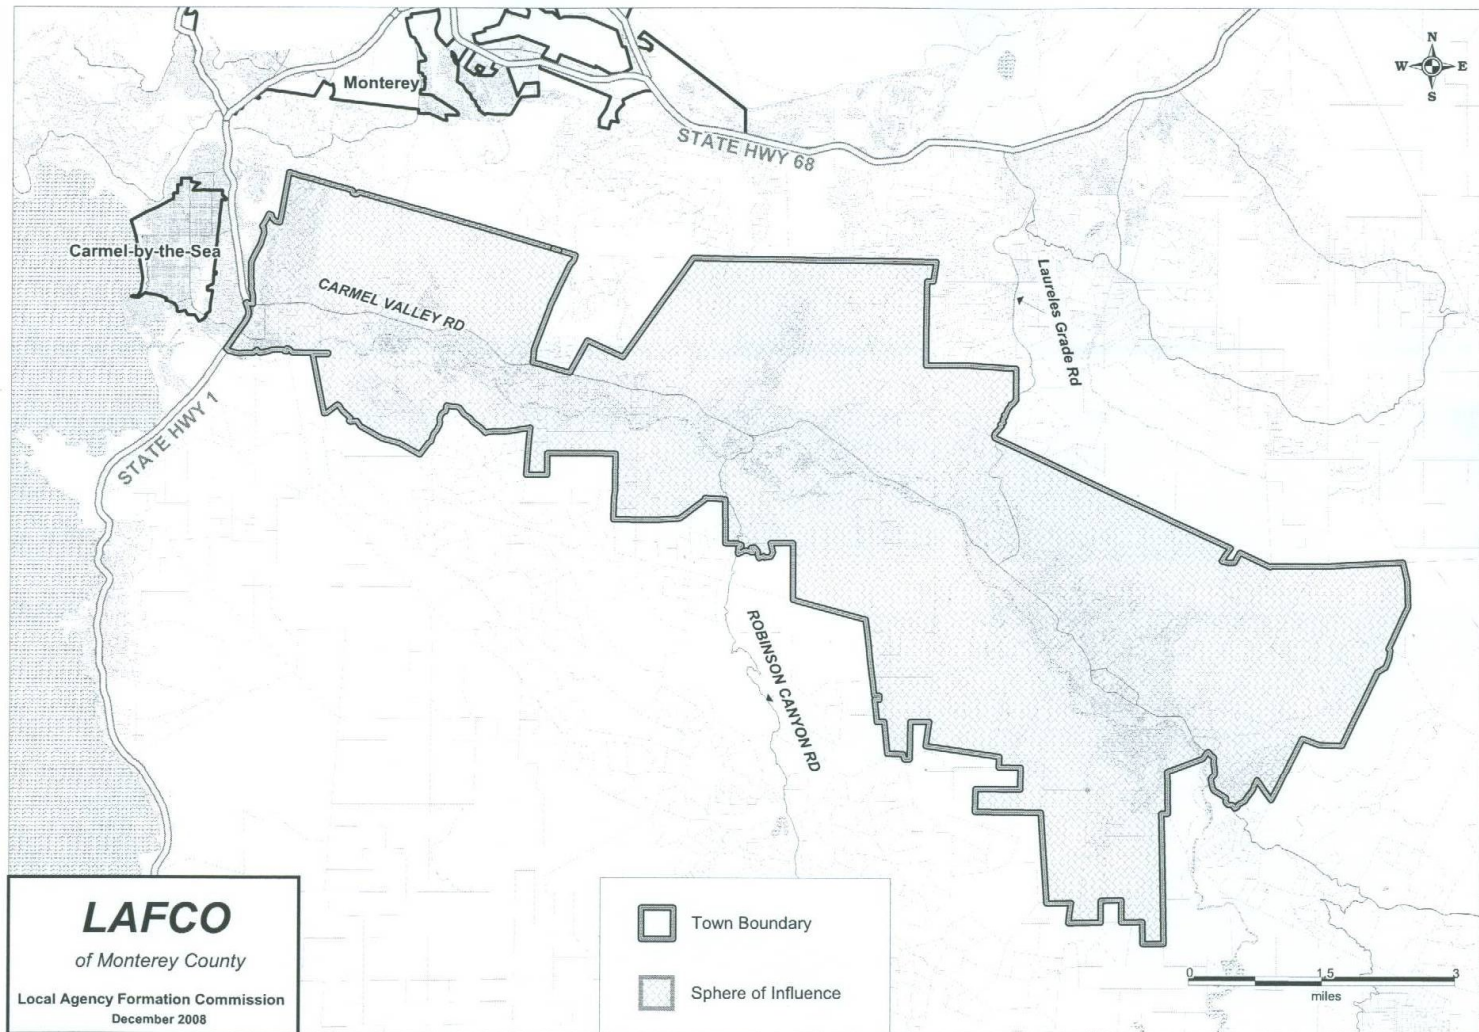 N
W E
S
Monterey
STATE HWY 68
Carmel-by-the-Sea
CARMEL VALLEY RD
Laureles Grade Rd
STATE HWY 1
ROBINSON CANYON RD
LAFCO
of Monterey County
Local Agency Formation Commission
December 2008
Town Boundary
Sphere of Influence
0 1.5 3
miles